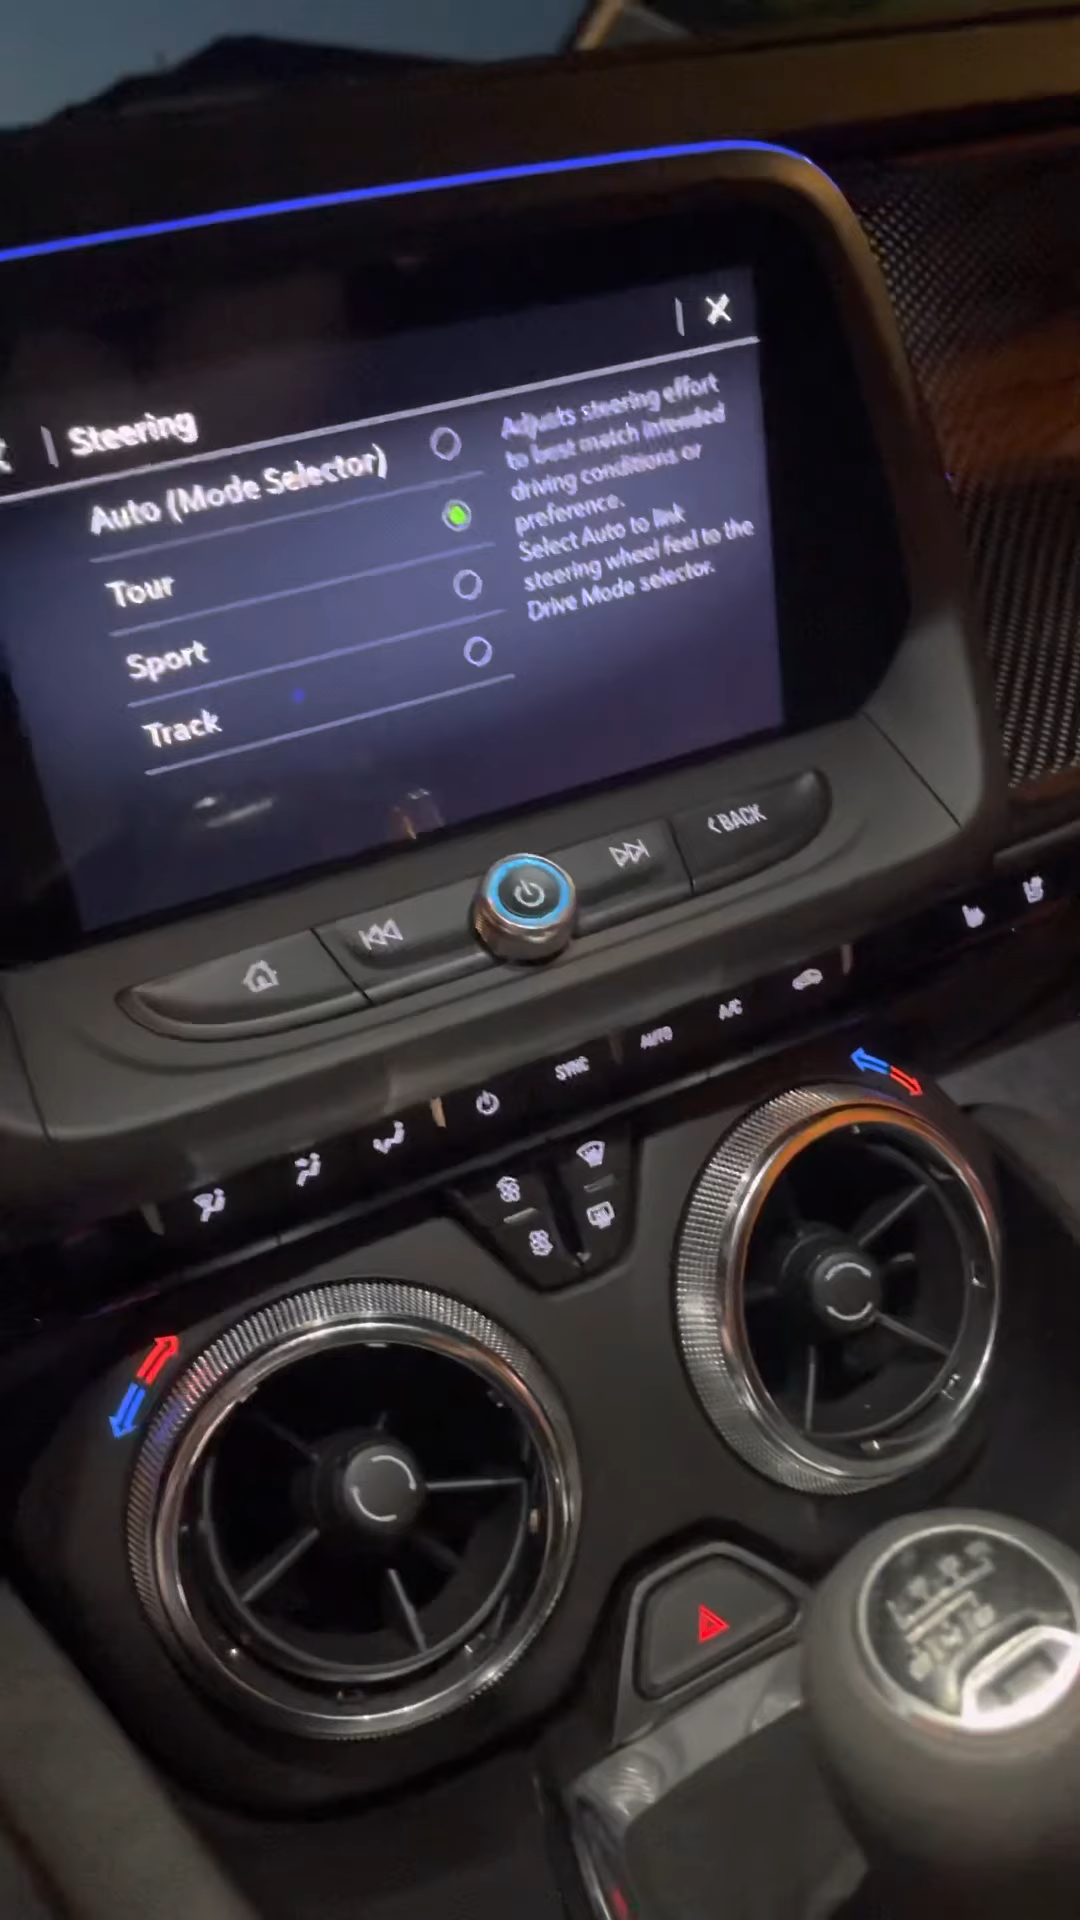 Steering
Auto (Mode Selector)
Tour
Sport
Track
Adjusts steering effort
to best match intended
driving conditions or
preference.
Select Auto to link
steering wheel feel to the
Drive Mode selector.
BACK
SYNC
AUTO
A/C